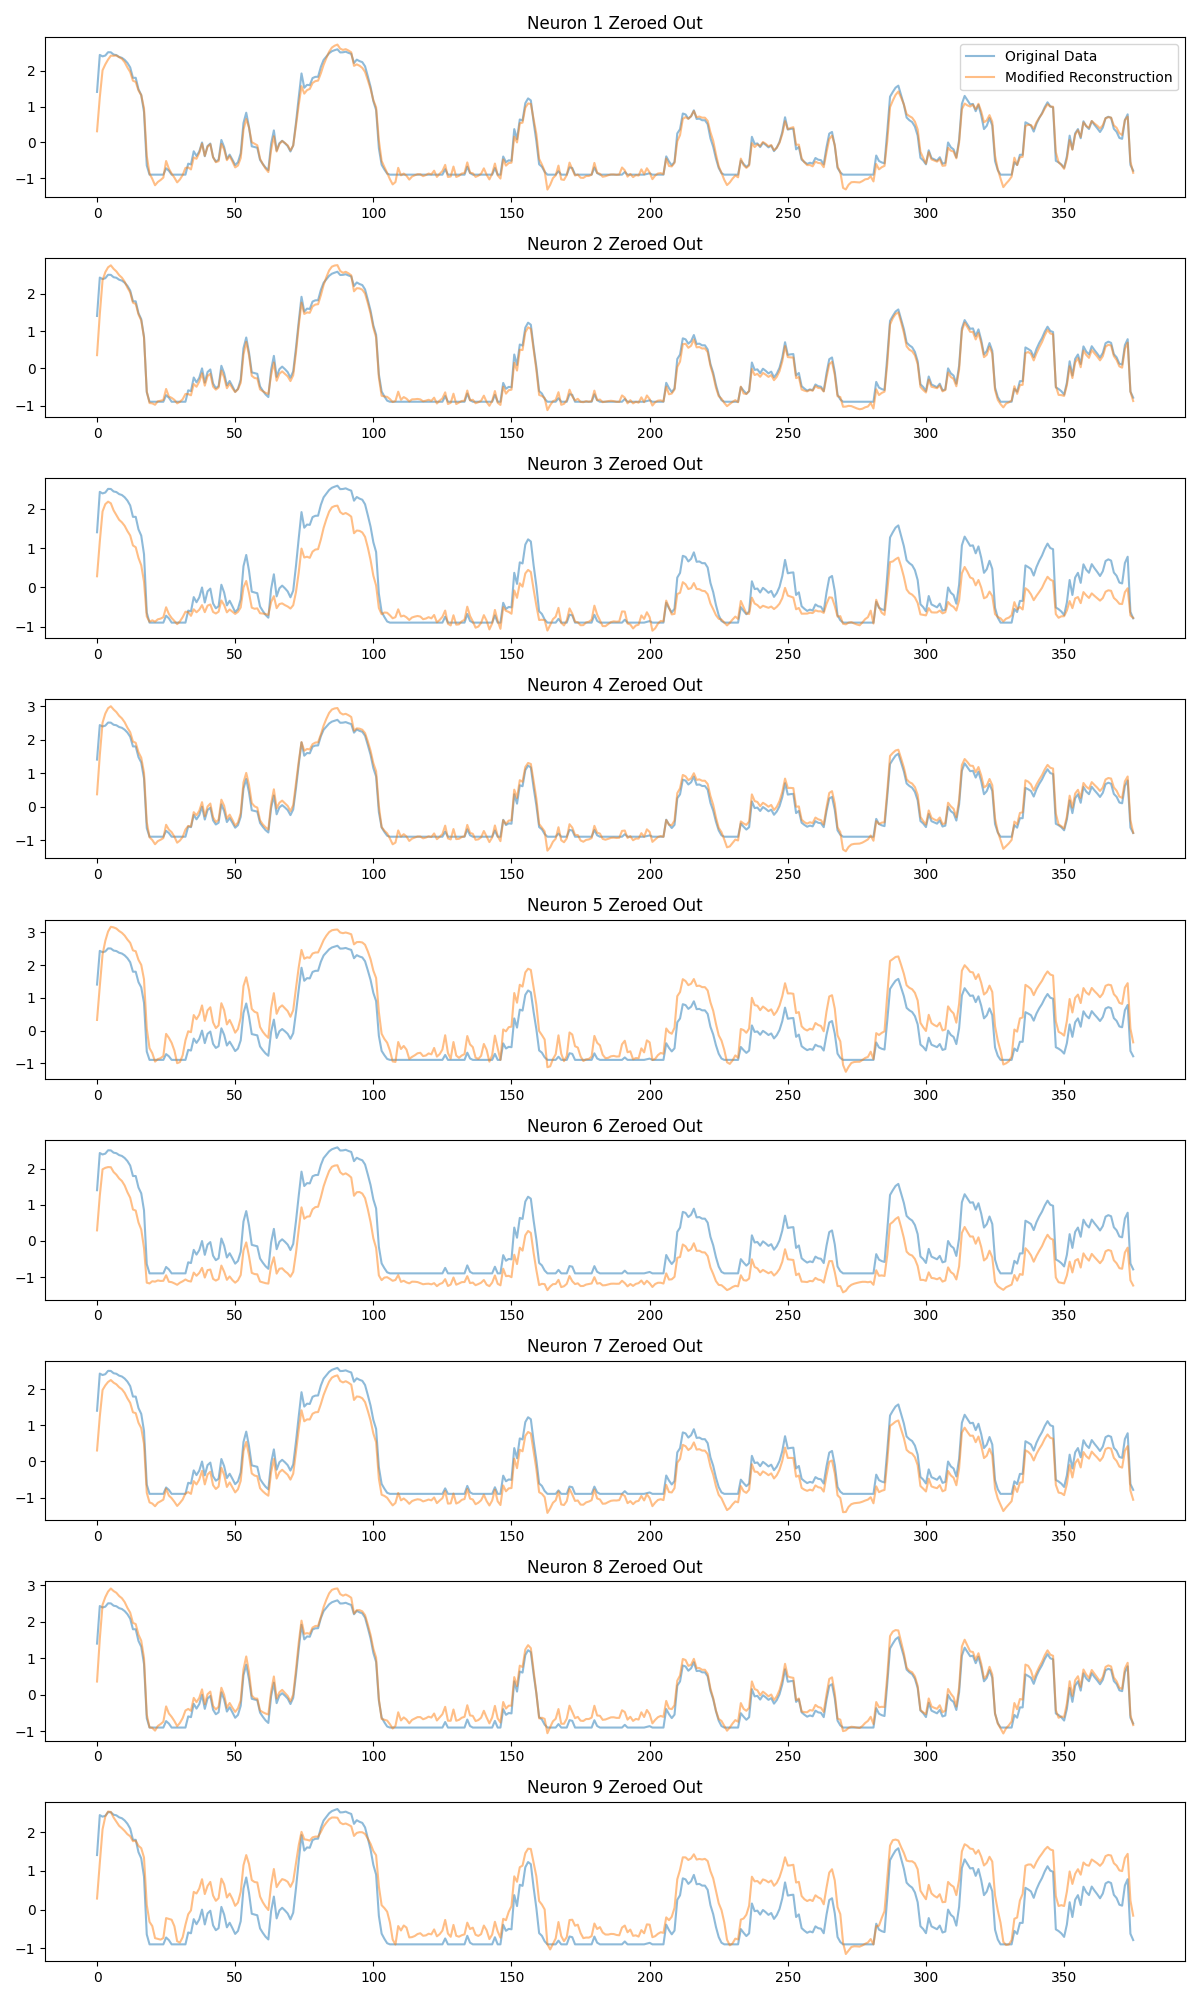 Neuron 1 Zeroed Out
Original Data
Modified Reconstruction
2
1
0
−1
0 50 100 150 200 250 300 350
Neuron 2 Zeroed Out
2
1
0
−1
0 50 100 150 200 250 300 350
Neuron 3 Zeroed Out
2
1
0
−1
0 50 100 150 200 250 300 350
Neuron 4 Zeroed Out
3
2
1
0
−1
0 50 100 150 200 250 300 350
Neuron 5 Zeroed Out
3
2
1
0
−1
0 50 100 150 200 250 300 350
Neuron 6 Zeroed Out
2
1
0
−1
0 50 100 150 200 250 300 350
Neuron 7 Zeroed Out
2
1
0
−1
0 50 100 150 200 250 300 350
Neuron 8 Zeroed Out
3
2
1
0
−1
0 50 100 150 200 250 300 350
Neuron 9 Zeroed Out
2
1
0
−1
0 50 100 150 200 250 300 350